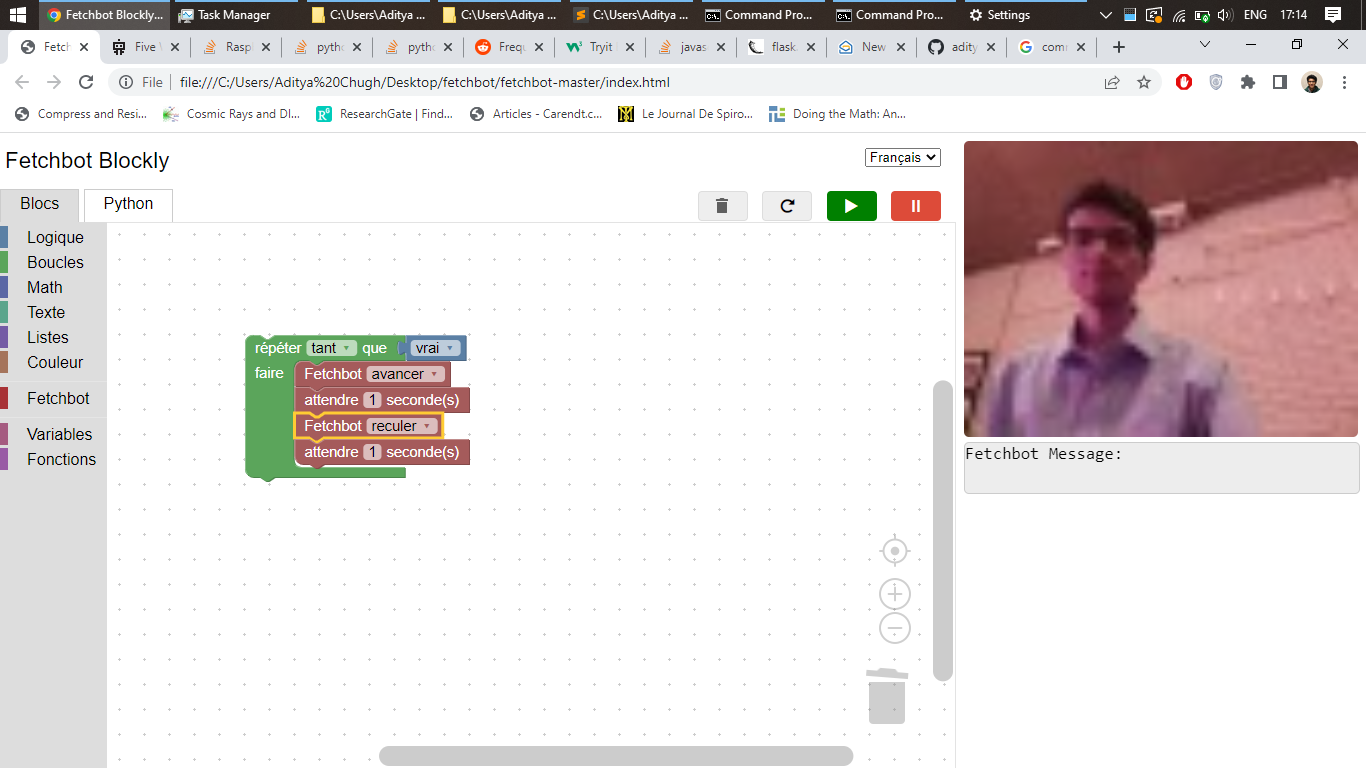 Fetchbot Blockly...
Task Manager
C:\Users\Aditya ...
C:\Users\Aditya ...
C:\Users\Aditya ...
Command Pro...
Command Pro...
Settings
ENG
17:14
Fetch
Five V
Raspl
pytho
pytho
Frequ
Tryit
javas
flask.
New
adity
comr
File
file:///C:/Users/Aditya%20Chugh/Desktop/fetchbot/fetchbot-master/index.html
Compress and Resi...
Cosmic Rays and DI...
ResearchGate | Find...
Articles - Carendt.c...
Le Journal De Spiro...
Doing the Math: An...
Fetchbot Blockly
Français
Blocs
Python
Logique
Boucles
Math
Texte
Listes
Couleur
Fetchbot
Variables
Fonctions
répéter tant que vrai
faire Fetchbot avancer
attendre 1 seconde(s)
Fetchbot reculer
attendre 1 seconde(s)
Fetchbot Message: